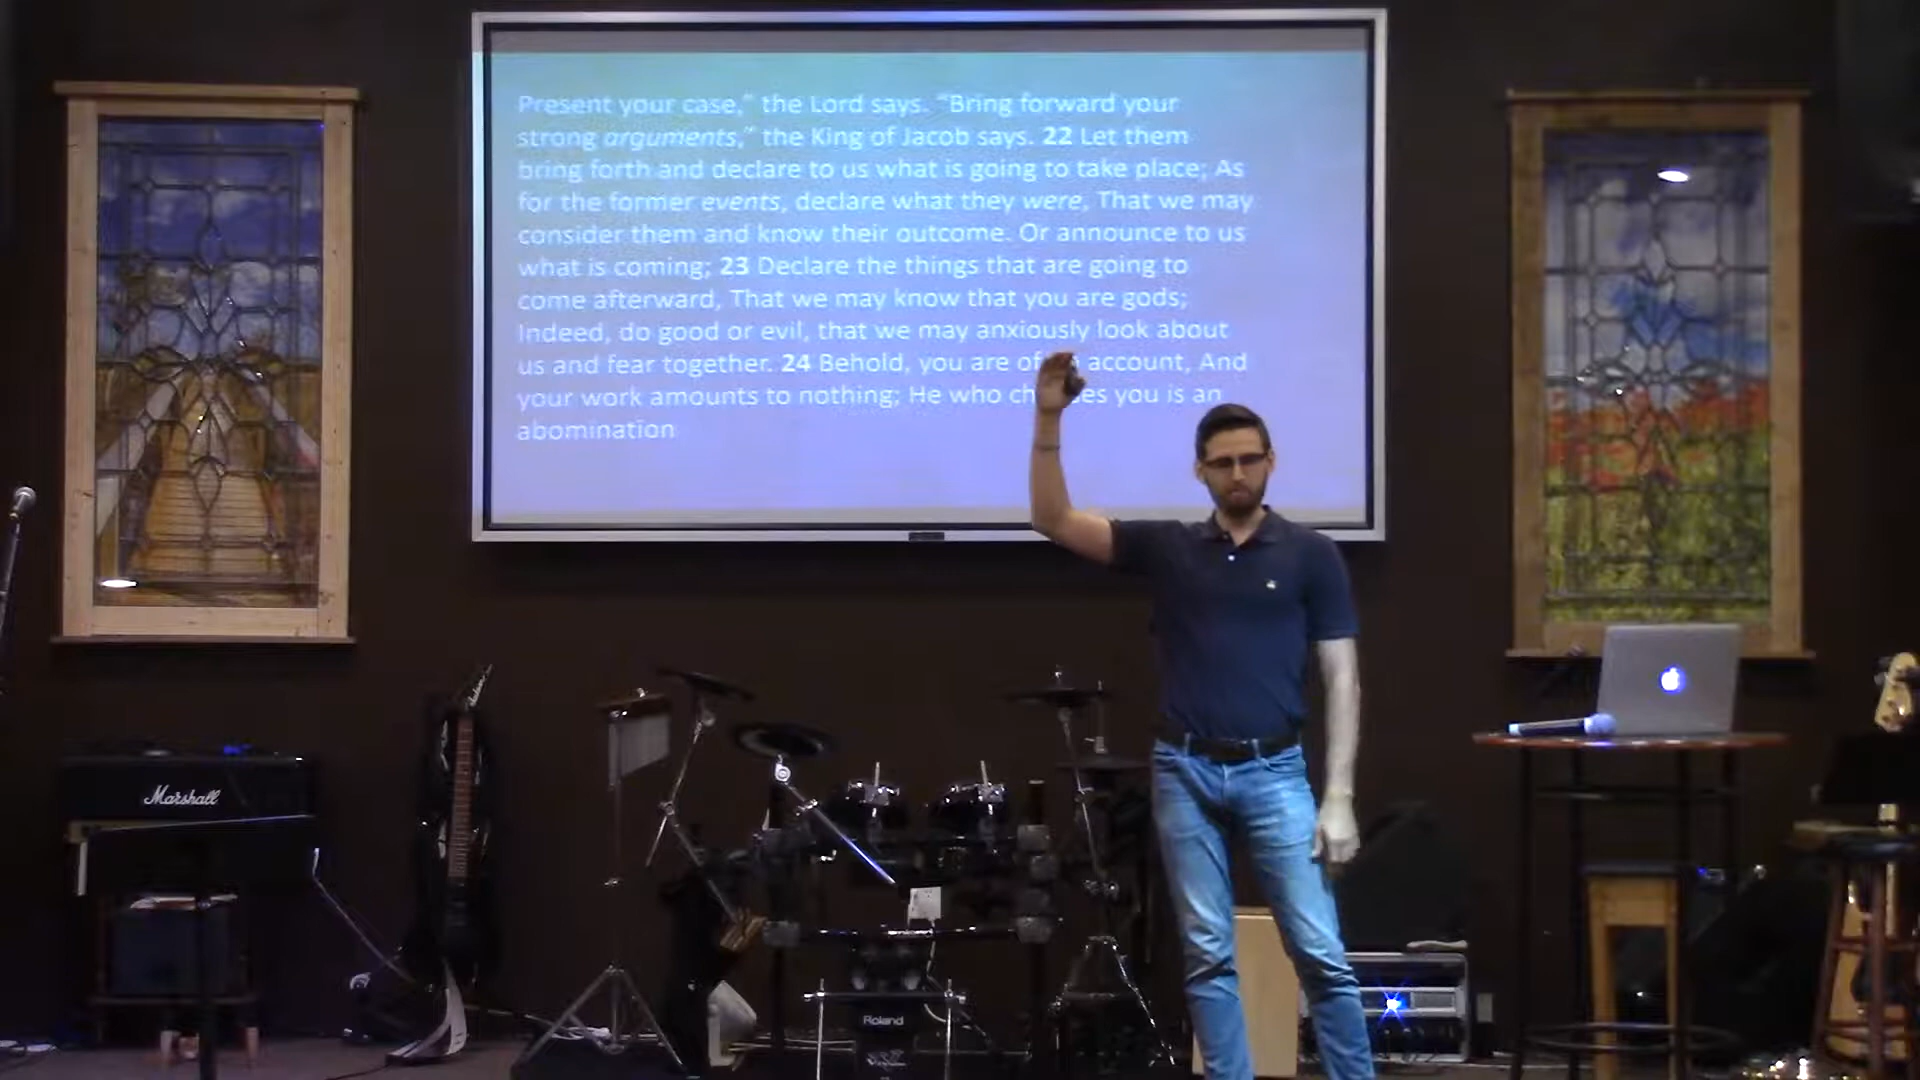 Present your case," the Lord says. "Bring forward your
strong arguments," the King of Jacob says. 22 Let them
bring forth and declare to us what is going to take place; As
for the former events, declare what they were, That we may
consider them and know their outcome. Or announce to us
what is coming; 23 Declare the things that are going to
come afterward, That we may know that you are gods;
Indeed, do good or evil, that we may anxiously look about
us and fear together. 24 Behold, you are of account, And
your work amounts to nothing; He who you is an
abomination
Marshall
Roland